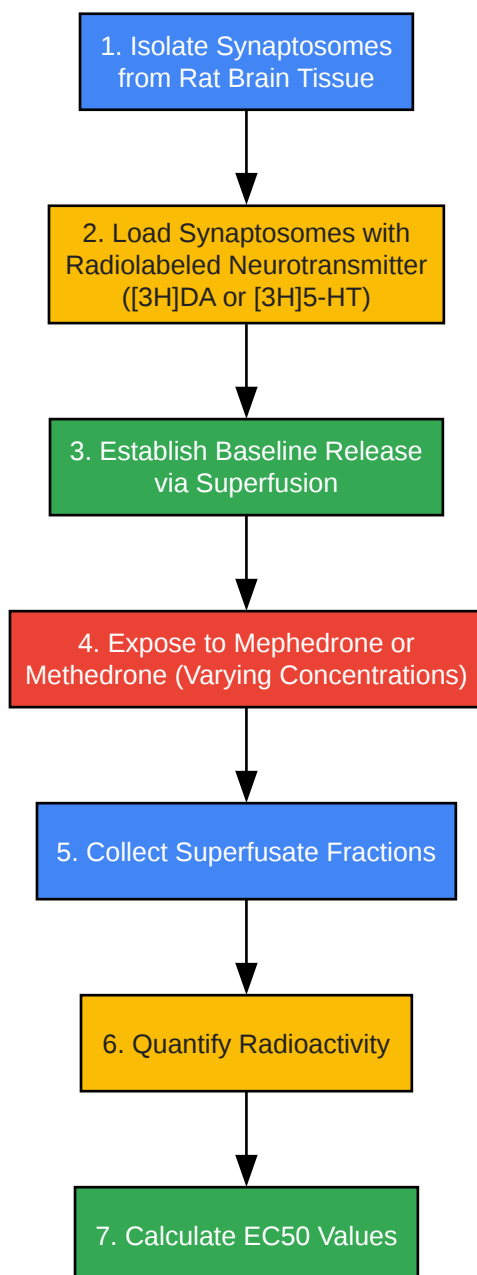 1. Isolate Synaptosomes
from Rat Brain Tissue
2. Load Synaptosomes with
Radiolabeled Neurotransmitter
([3H]DA or [3H]5-HT)
3. Establish Baseline Release
via Superfusion
4. Expose to Mephedrone or
Methedrone (Varying Concentrations)
5. Collect Superfusate Fractions
6. Quantify Radioactivity
7. Calculate EC50 Values